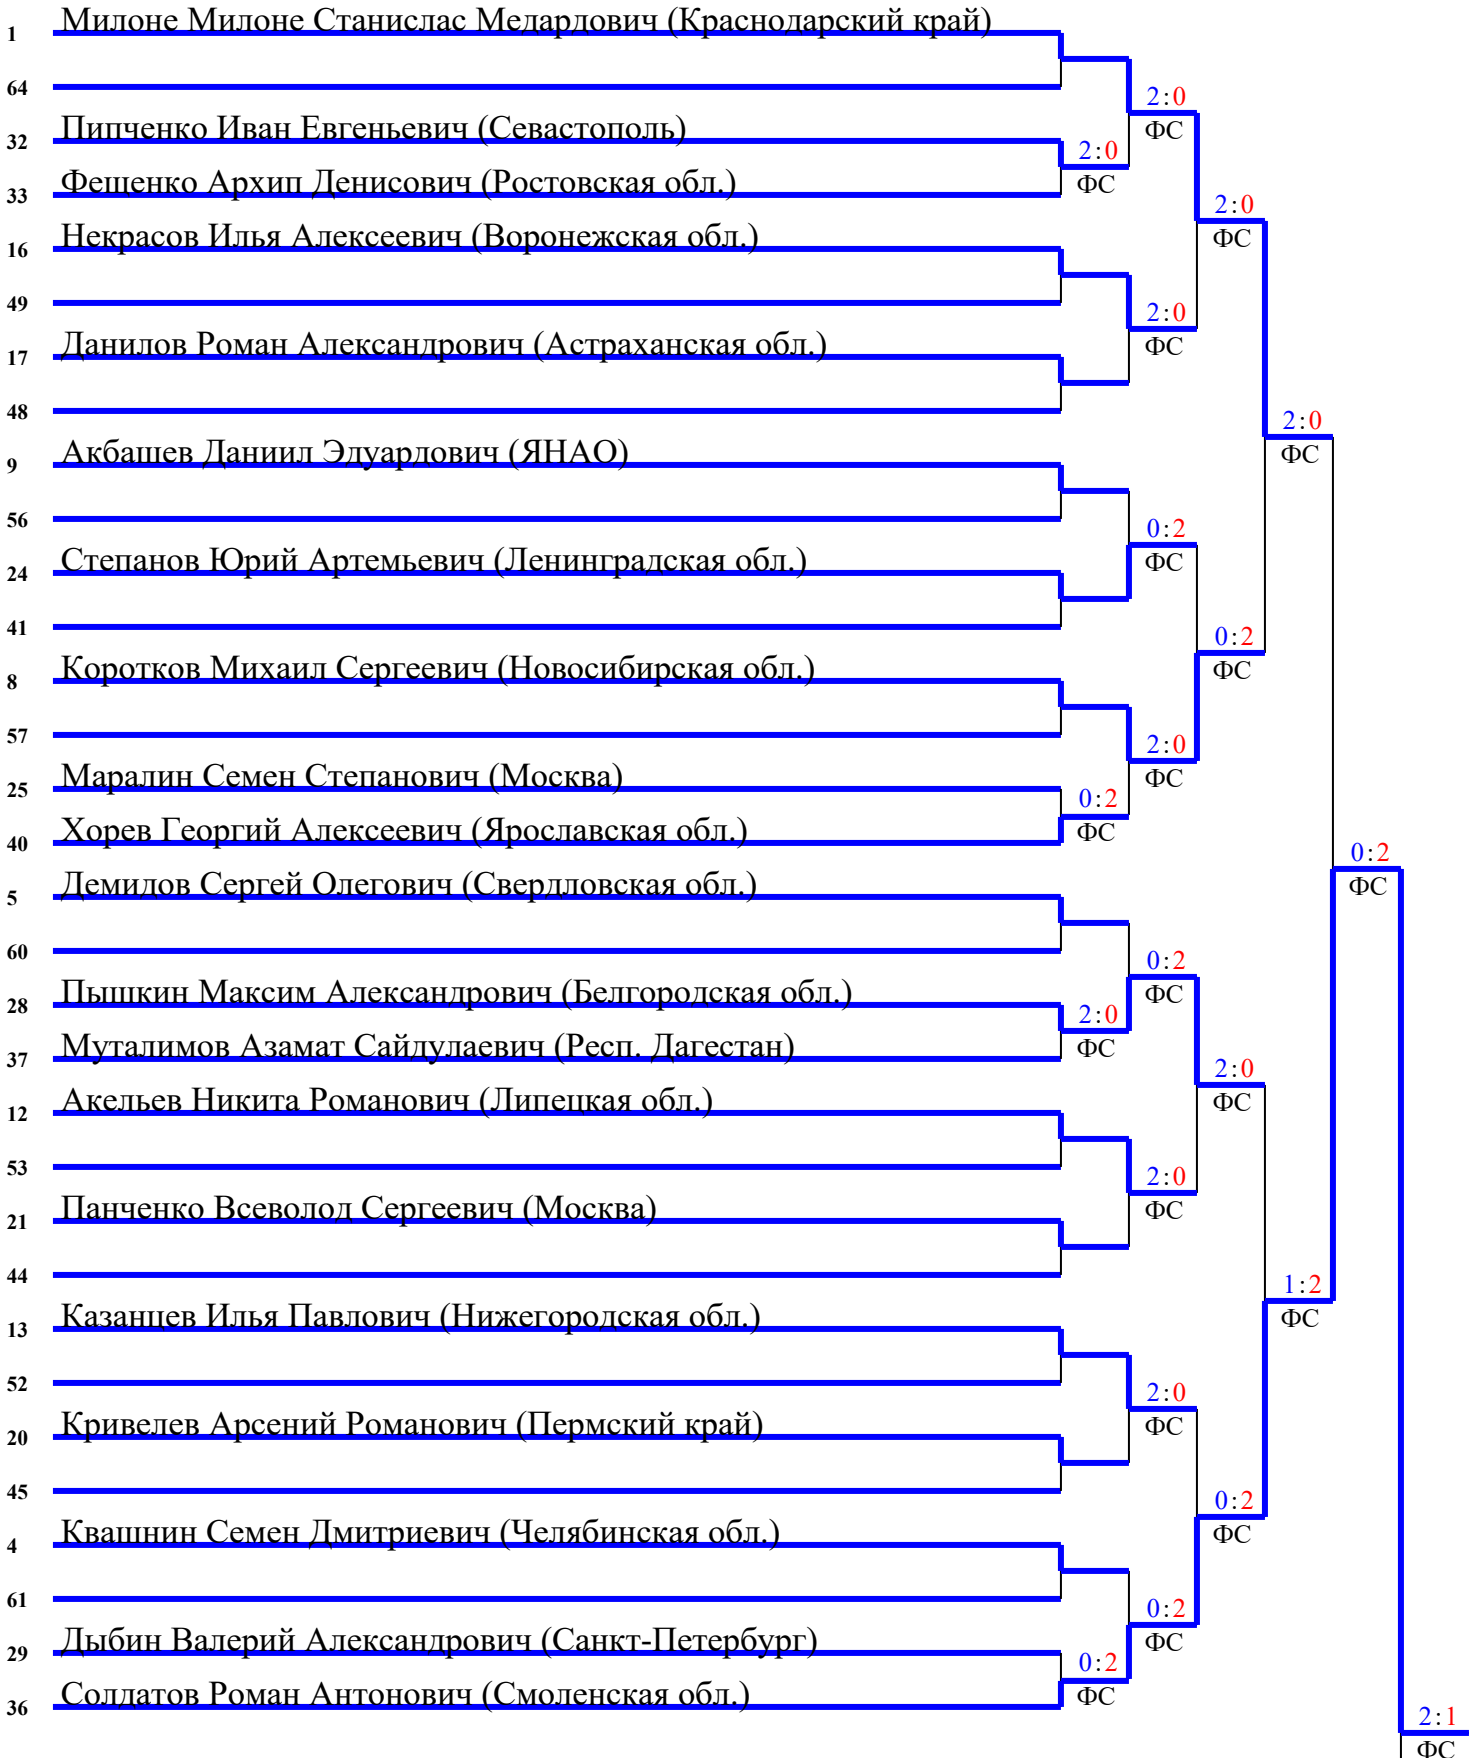 1 Милоне Милоне Станислас Медардович (Краснодарский край)
64
2:0
32 Пипченко Иван Евгеньевич (Севастополь)
ФС
2:0
33 Фещенко Архип Денисович (Ростовская обл.)
ФС
2:0
16 Некрасов Илья Алексеевич (Воронежская обл.)
ФС
49
2:0
17 Данилов Роман Александрович (Астраханская обл.)
ФС
48
2:0
9 Акбашев Даниил Эдуардович (ЯНАО)
ФС
56
0:2
24 Степанов Юрий Артемьевич (Ленинградская обл.)
ФС
41
0:2
8 Коротков Михаил Сергеевич (Новосибирская обл.)
ФС
57
2:0
25 Маралин Семен Степанович (Москва)
ФС
0:2
40 Хорев Георгий Алексеевич (Ярославская обл.)
ФС
0:2
5 Демидов Сергей Олегович (Свердловская обл.)
ФС
60
0:2
28 Пышкин Максим Александрович (Белгородская обл.)
ФС
2:0
37 Муталимов Азамат Сайдулаевич (Респ. Дагестан)
ФС
2:0
12 Акельев Никита Романович (Липецкая обл.)
ФС
53
2:0
21 Панченко Всеволод Сергеевич (Москва)
ФС
44
1:2
13 Казанцев Илья Павлович (Нижегородская обл.)
ФС
52
2:0
20 Кривелев Арсений Романович (Пермский край)
ФС
45
0:2
4 Квашнин Семен Дмитриевич (Челябинская обл.)
ФС
61
0:2
29 Дыбин Валерий Александрович (Санкт-Петербург)
ФС
0:2
36 Солдатов Роман Антонович (Смоленская обл.)
ФС
2:1
ФС